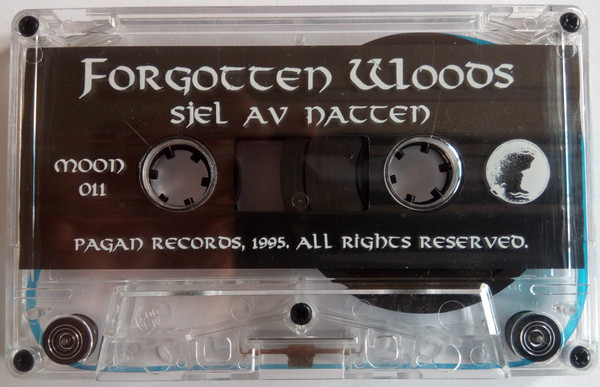 Forgotten Woods
sjel av natten
MOON
011
Pagan Records, 1995. All rights reserved.